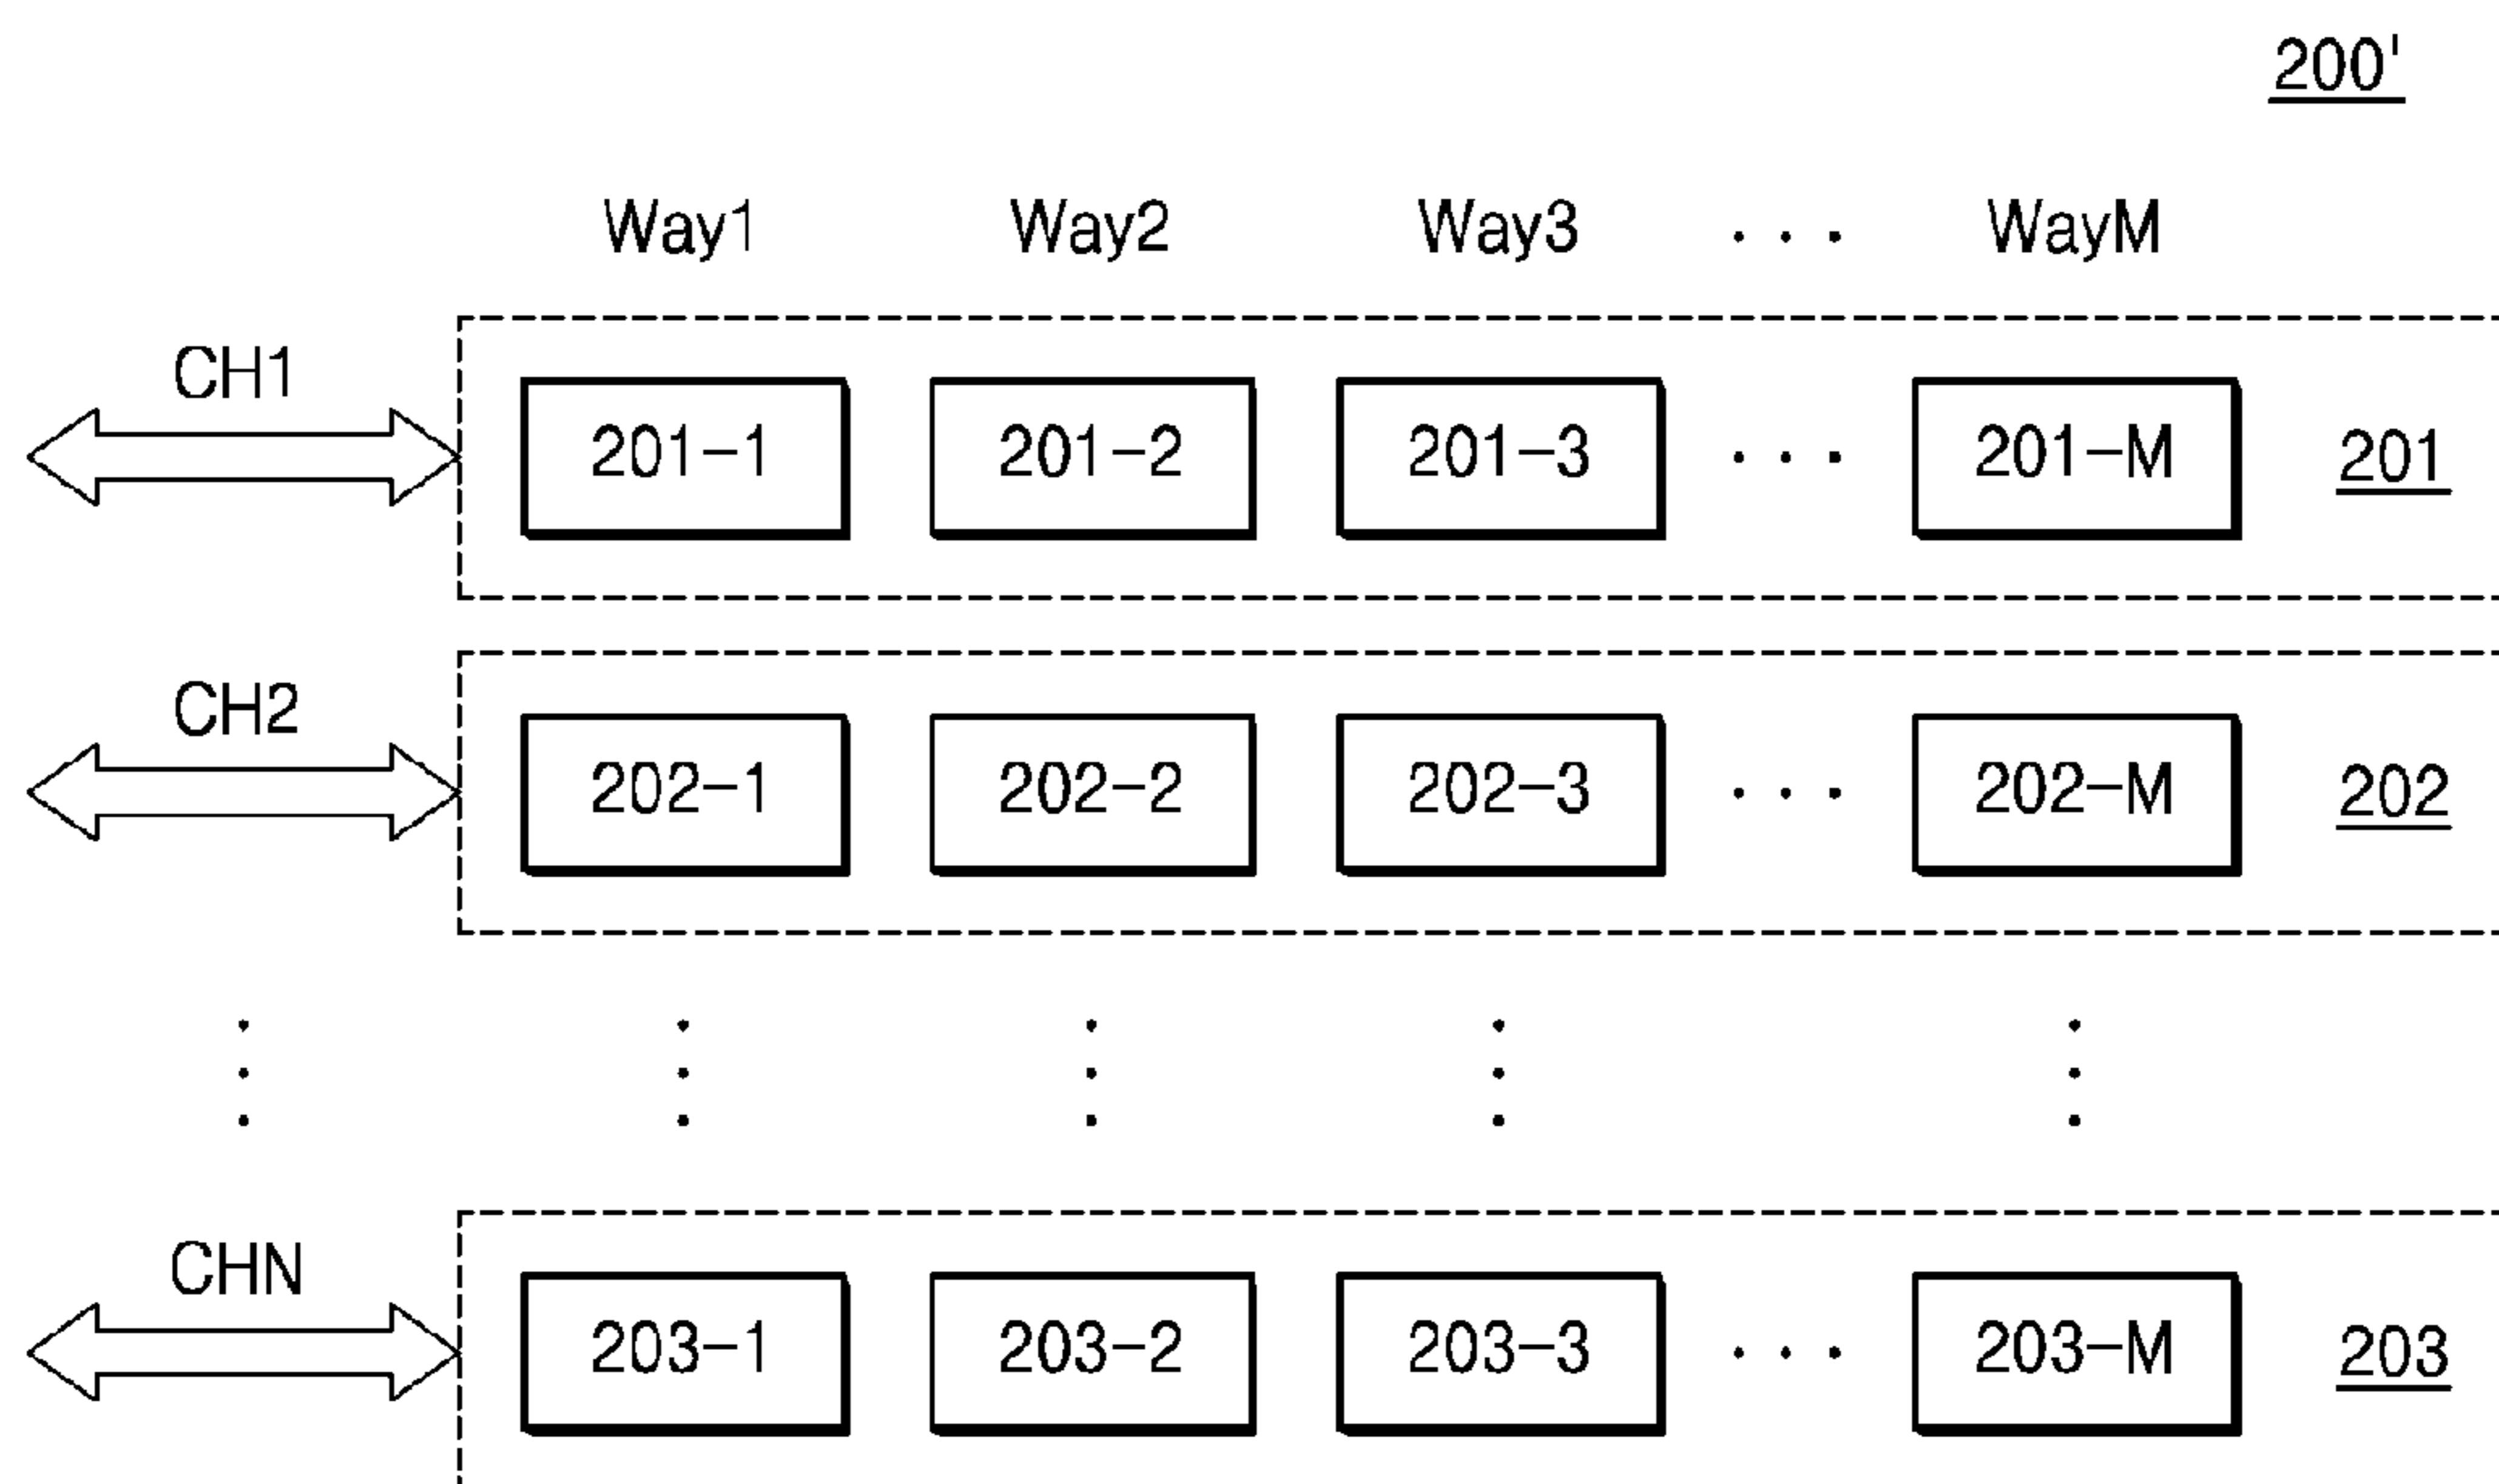 200'
Way1 Way2 Way3 ... WayM
CH1
201-1 201-2 201-3 ... 201-M 201
CH2
202-1 202-2 202-3 ... 202-M 202
CHN
203-1 203-2 203-3 ... 203-M 203